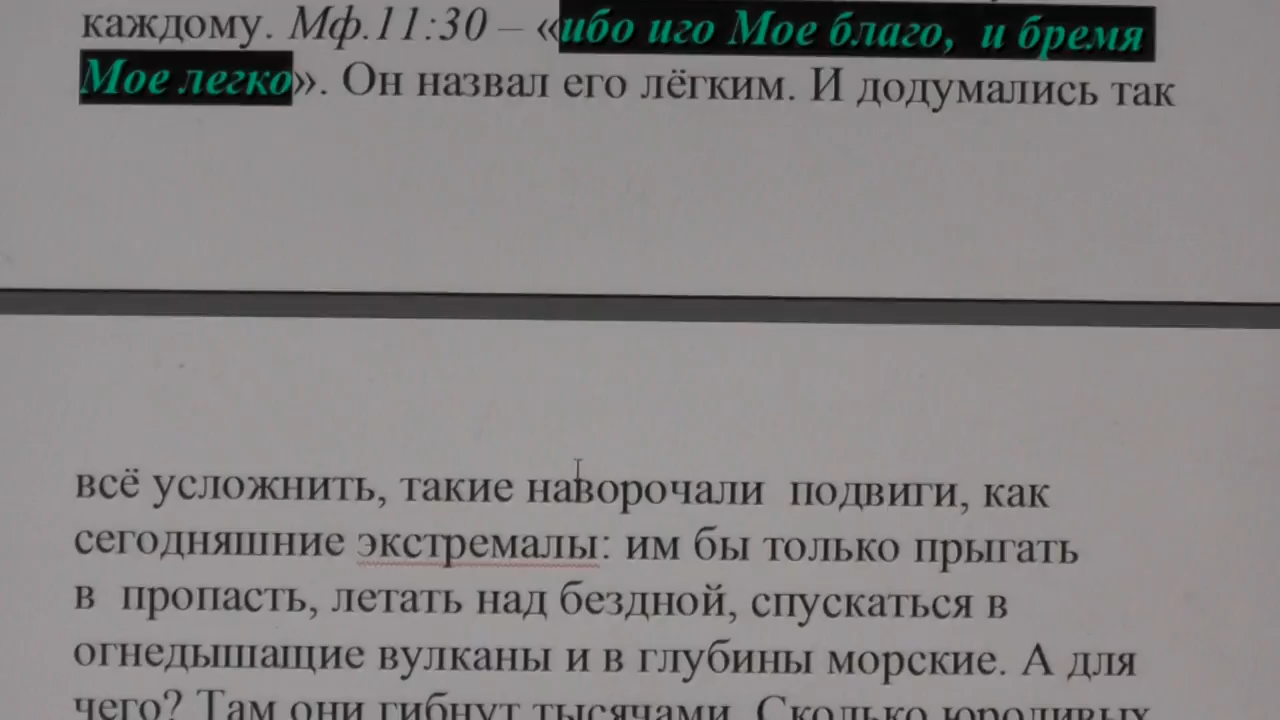 каждому. Мф.11:30 – «ибо иго Мое благо, и бремя
Мое легко». Он назвал его лёгким. И додумались так
всё усложнить, такие наворочали подвиги, как
сегодняшние экстремалы: им бы только прыгать
в пропасть, летать над бездной, спускаться в
огнедышащие вулканы и в глубины морские. А для
чего? Там они гибнут тысячами. Сколько юродивых